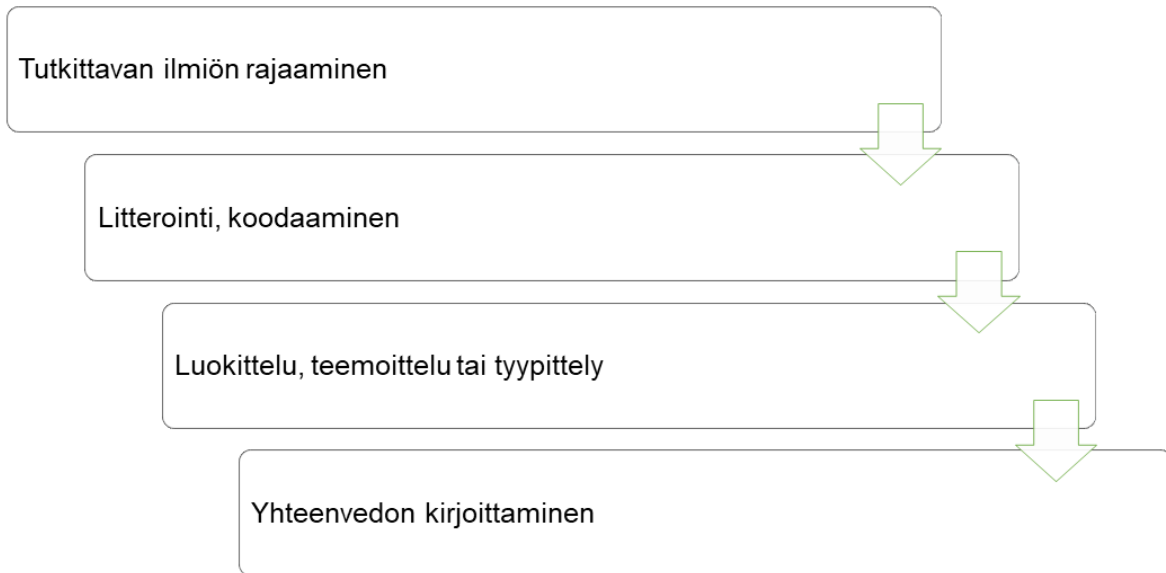 Tutkittavan ilmiön rajaaminen
Litterointi, koodaaminen
Luokittelu, teemoittelu tai tyypittely
Yhteenvedon kirjoittaminen